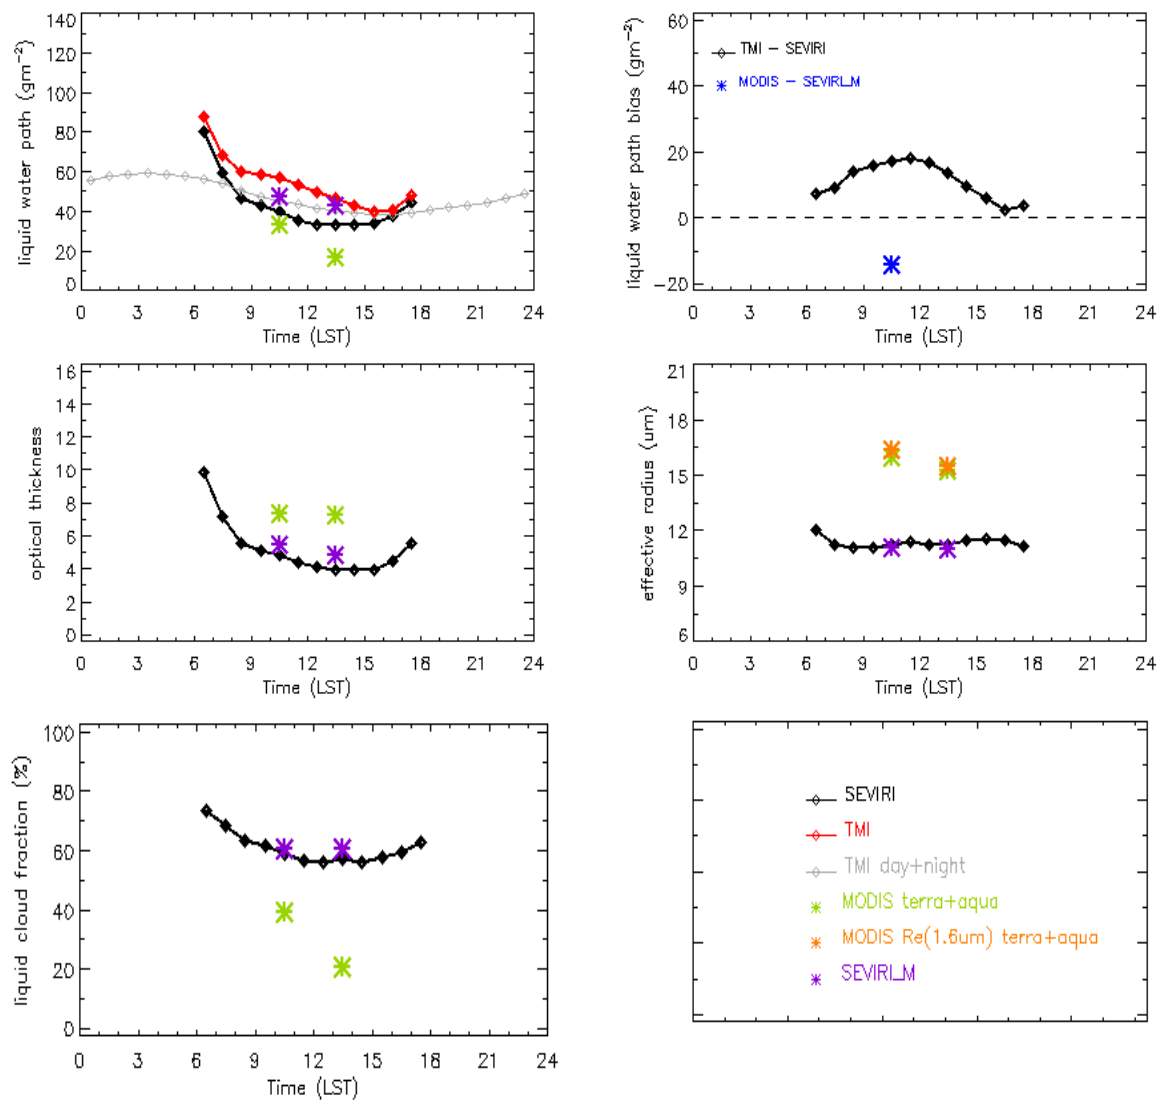 liquid water path (gm-2)
140
120
100
80
60
40
20
0
0 3 6 9 12 15 18 21 24
Time (LST)
liquid water path bias (gm-2)
60
40
20
0
-20
TMI - SEVIRI
MODIS - SEVIRI_M
0 3 6 9 12 15 18 21 24
Time (LST)
optical thickness
16
14
12
10
8
6
4
2
0
0 3 6 9 12 15 18 21 24
Time (LST)
effective radius (um)
21
18
15
12
9
6
0 3 6 9 12 15 18 21 24
Time (LST)
liquid cloud fraction (%)
100
80
60
40
20
0
0 3 6 9 12 15 18 21 24
Time (LST)
SEVIRI
TMI
TMI day+night
MODIS terra+aqua
MODIS Re(1.6um) terra+aqua
SEVIRI_M